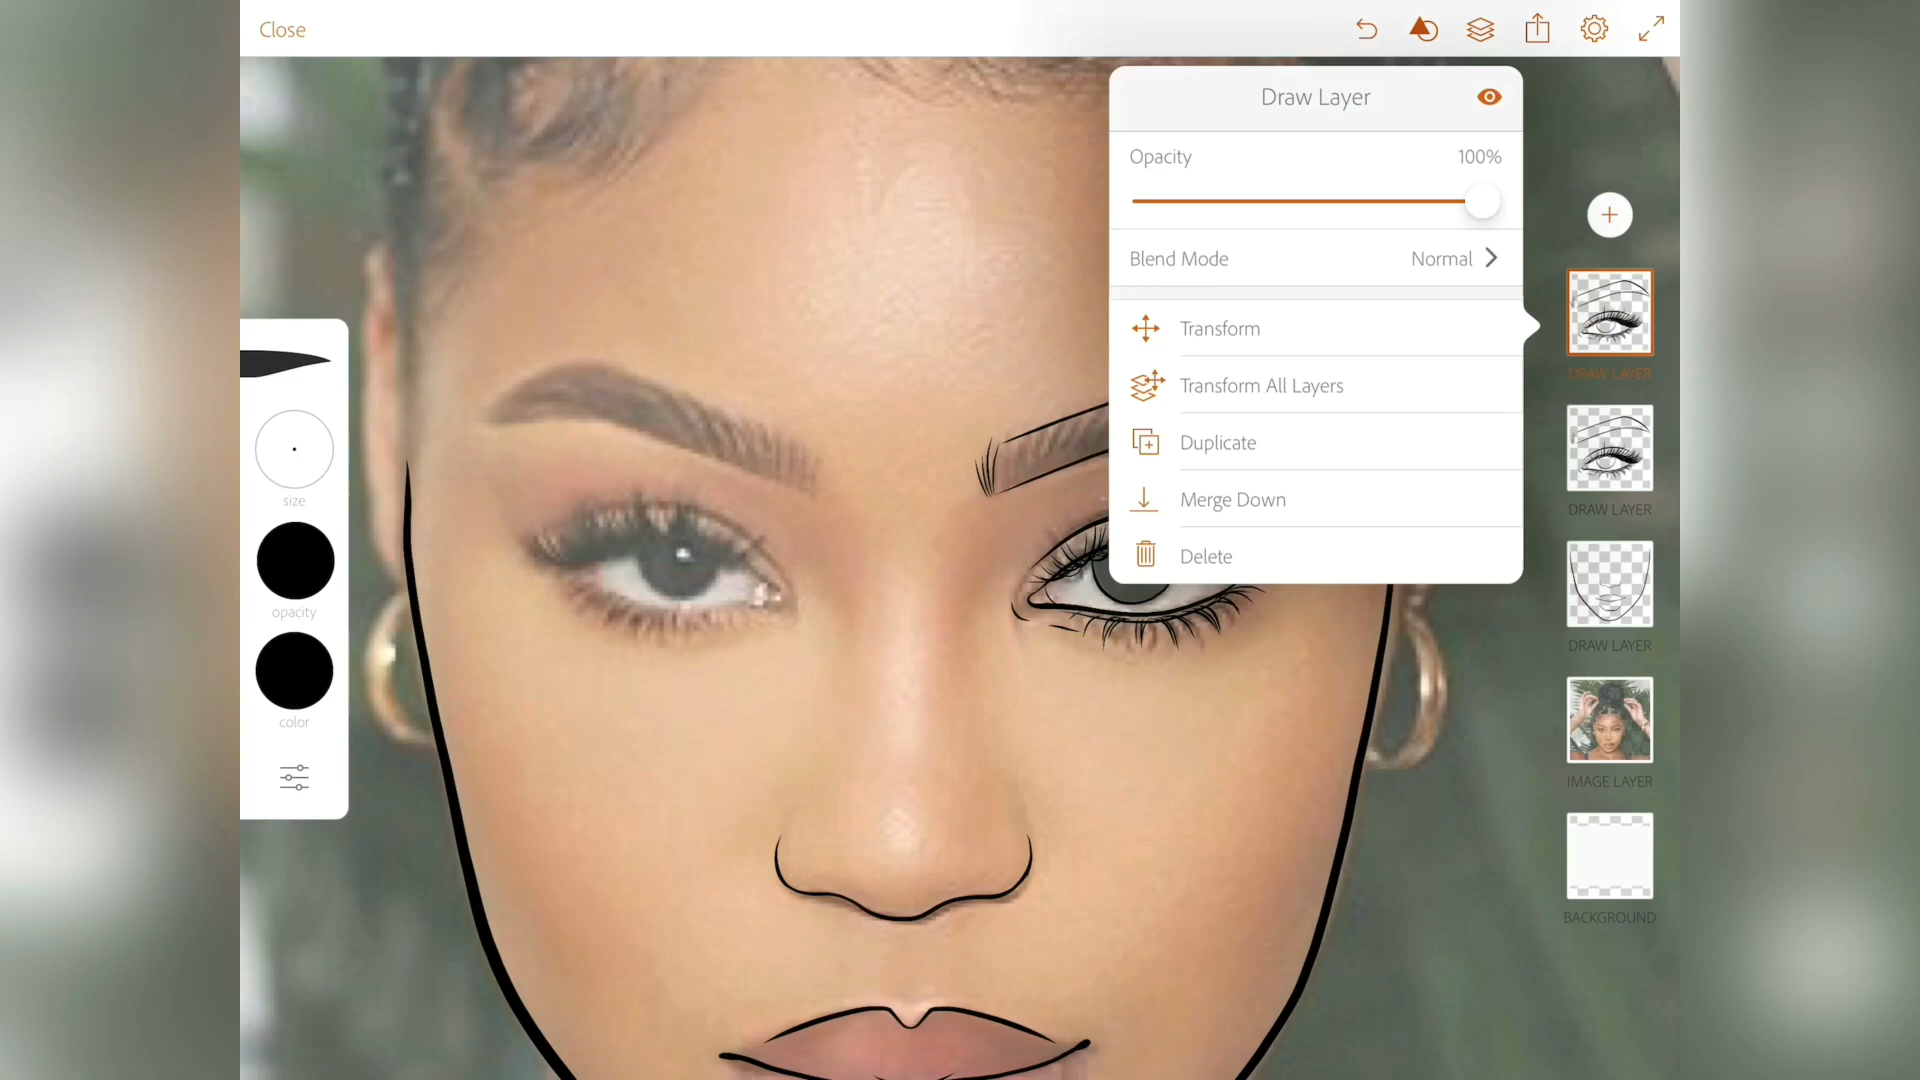 Close
Draw Layer
Opacity 100%
Blend Mode Normal
Transform
Transform All Layers
Duplicate
Merge Down
Delete
size
opacity
color
DRAW LAYER
DRAW LAYER
DRAW LAYER
IMAGE LAYER
BACKGROUND